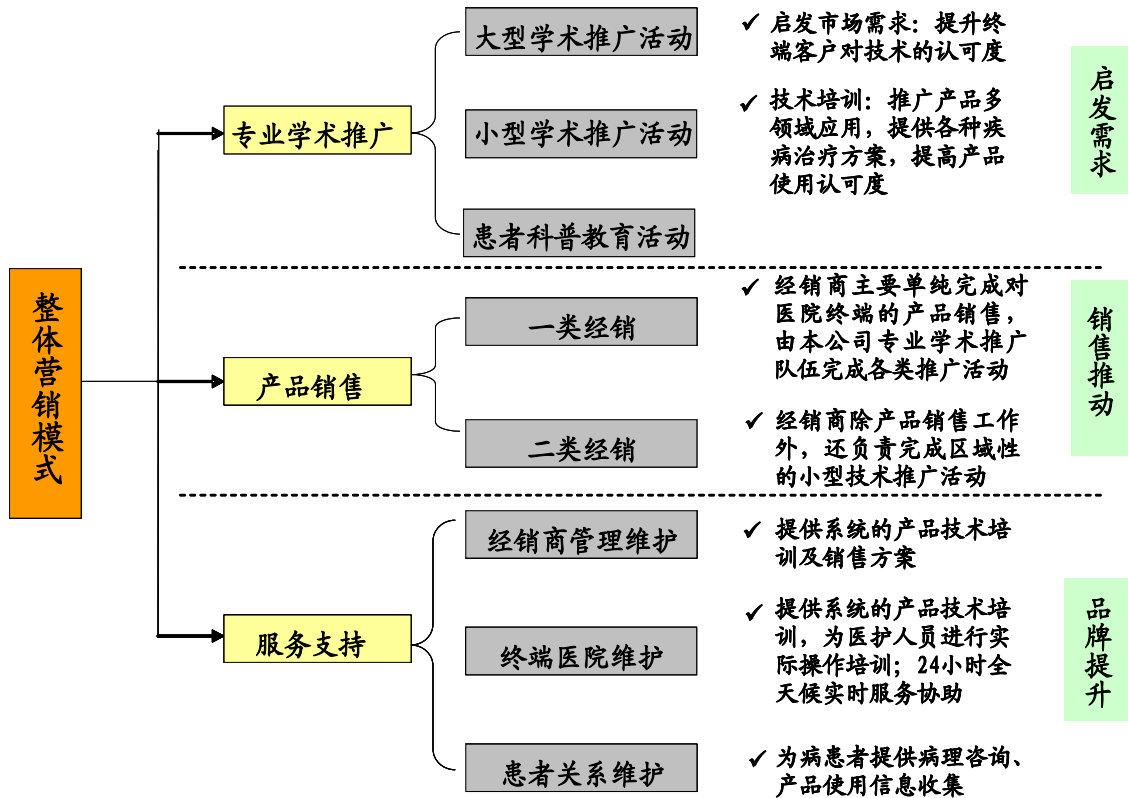 整体营销模式
专业学术推广
大型学术推广活动
小型学术推广活动
患者科普教育活动
✓ 启发市场需求：提升终
端客户对技术的认可度
✓ 技术培训：推广产品多
领域应用，提供各种疾
病治疗方案，提高产品
使用认可度
启发需求
产品销售
一类经销
二类经销
✓ 经销商主要单纯完成对
医院终端的产品销售，
由本公司专业学术推广
队伍完成各类推广活动
✓ 经销商除产品销售工作
外，还负责完成区域性
的小型技术推广活动
销售推动
服务支持
经销商管理维护
终端医院维护
患者关系维护
✓ 提供系统的产品技术培
训及销售方案
✓ 提供系统的产品技术培
训，为医护人员进行实
际操作培训；24小时全
天候实时服务协助
✓ 为病患者提供病理咨询、
产品使用信息收集
品牌提升